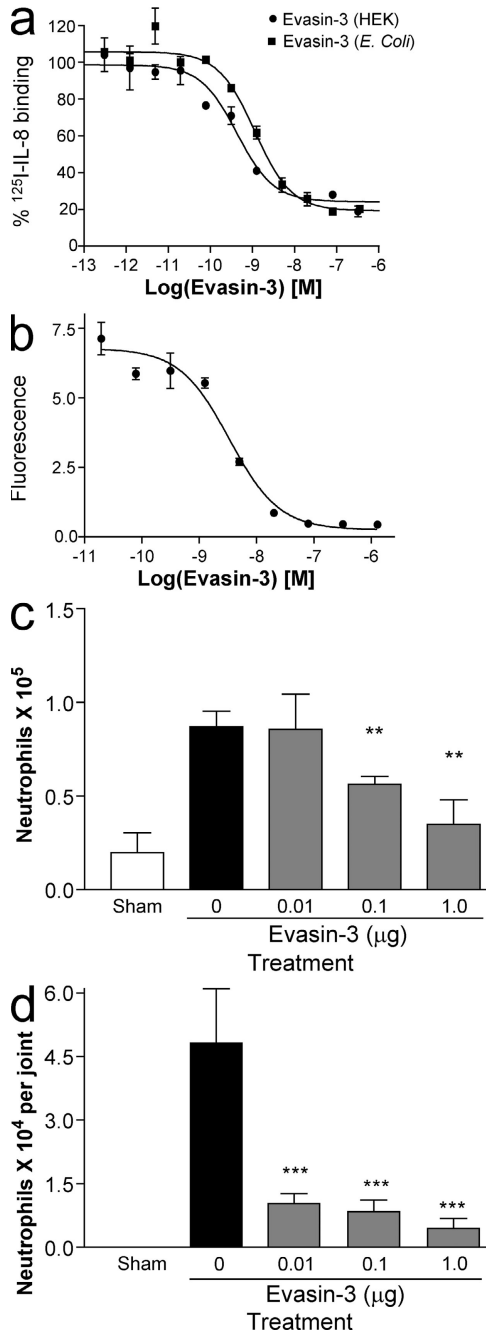 a
Evasin-3 (HEK)
Evasin-3 (E. Coli)
% ¹²⁵I-IL-8 binding
120
100
80
60
40
20
0
-13 -12 -11 -10 -9 -8 -7 -6
Log(Evasin-3) [M]
b
Fluorescence
7.5
5.0
2.5
0.0
-11 -10 -9 -8 -7 -6
Log(Evasin-3) [M]
c
Neutrophils X 10⁵
1.5
1.0
0.5
0.0
** **
Sham 0 0.01 0.1 1.0
Evasin-3 (μg)
Treatment
d
Neutrophils X 10⁴ per joint
6.0
4.5
3.0
1.5
0.0
*** *** ***
Sham 0 0.01 0.1 1.0
Evasin-3 (μg)
Treatment